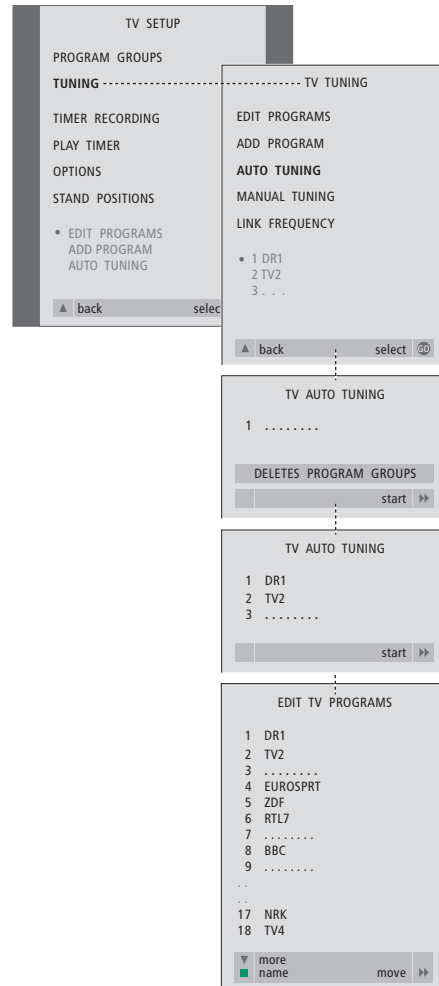 TV SETUP
PROGRAM GROUPS
TUNING
TIMER RECORDING
PLAY TIMER
OPTIONS
STAND POSITIONS
• EDIT PROGRAMS
ADD PROGRAM
AUTO TUNING
▲ back selec
TV TUNING
EDIT PROGRAMS
ADD PROGRAM
AUTO TUNING
MANUAL TUNING
LINK FREQUENCY
• 1 DR1
2 TV2
3 . . .
▲ back select GO
TV AUTO TUNING
1 ........
DELETES PROGRAM GROUPS
start
TV AUTO TUNING
1 DR1
2 TV2
3 ........
start
EDIT TV PROGRAMS
1 DR1
2 TV2
3 ........
4 EUROSPRT
5 ZDF
6 RTL7
7 ........
8 BBC
9 ........
. .
. .
17 NRK
18 TV4
▼ more
name move